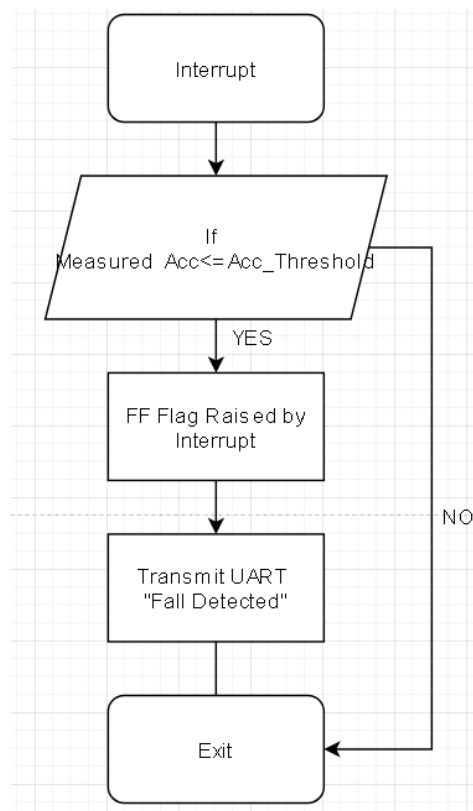 Interrupt
If
Measured Acc<=Acc_Threshold
YES
FF Flag Raised by
Interrupt
NO
Transmit UART
"Fall Detected"
Exit